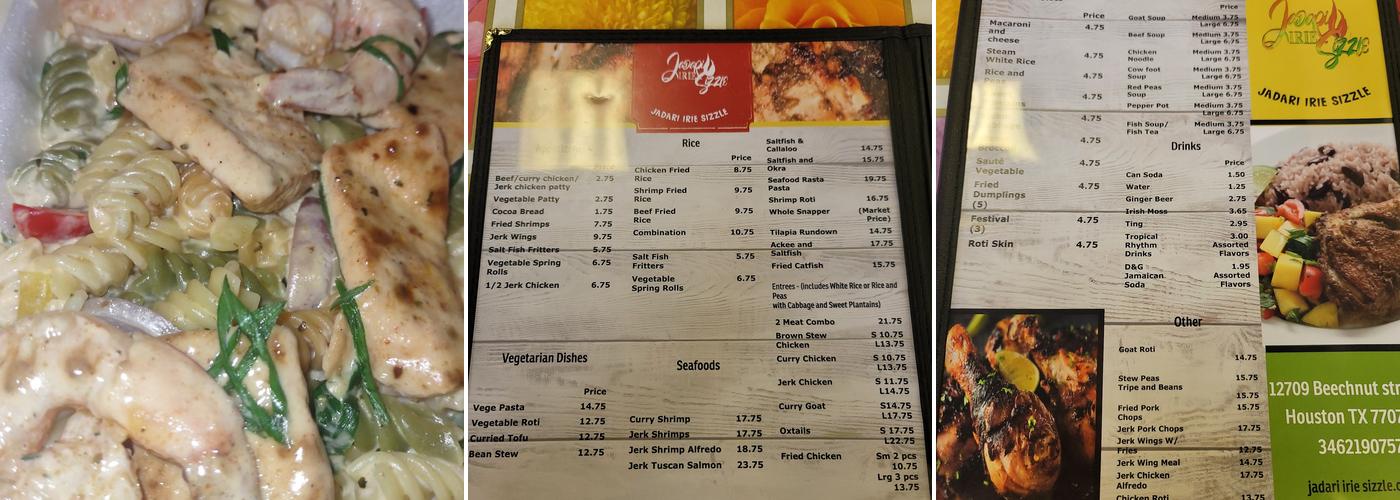 Jadari
IRIE
Sizzle
JADARI IRIE SIZZLE
Beef/curry chicken/ 2.75
Jerk chicken patty
Vegetable Patty 2.75
Cocoa Bread 1.75
Fried Shrimps 7.75
Jerk Wings 9.75
Salt Fish Fritters 5.75
Vegetable Spring 6.75
Rolls
1/2 Jerk Chicken 6.75
Rice
Price
Chicken Fried 8.75
Rice
Shrimp Fried 9.75
Rice
Beef Fried 9.75
Rice
Combination 10.75
Salt Fish 5.75
Fritters
Vegetable 6.75
Spring Rolls
Saltfish & 14.75
Callaloo
Saltfish and 15.75
Okra
Seafood Rasta 19.75
Pasta
Shrimp Roti 16.75
Whole Snapper (Market
Price)
Tilapia Rundown 14.75
Ackee and 17.75
Saltfish
Fried Catfish 15.75
Entrees - (includes White Rice or Rice and
Peas
with Cabbage and Sweet Plantains)
2 Meat Combo 21.75
Brown Stew S 10.75
Chicken L13.75
Curry Chicken S 10.75
L13.75
Jerk Chicken S 11.75
L14.75
Curry Goat S14.75
L17.75
Oxtails S 17.75
L22.75
Fried Chicken Sm 2 pcs
10.75
Lrg 3 pcs
13.75
Vegetarian Dishes
Price
Vege Pasta 14.75
Vegetable Roti 12.75
Curried Tofu 12.75
Bean Stew 12.75
Seafoods
Curry Shrimp 17.75
Jerk Shrimps 17.75
Jerk Shrimp Alfredo 18.75
Jerk Tuscan Salmon 23.75
Price
Macaroni 4.75
and
cheese
Steam 4.75
White Rice
Rice and
Peas 4.75
4.75
4.75
Sauté 4.75
Vegetable
Fried 4.75
Dumplings
(5)
Festival 4.75
(3)
Roti Skin 4.75
Price
Goat Soup Medium 3.75
Large 6.75
Beef Soup Medium 3.75
Large 6.75
Chicken Medium 3.75
Noodle Large 6.75
Cow foot Medium 3.75
Soup Large 6.75
Red Peas Medium 3.75
Soup Large 6.75
Pepper Pot Medium 3.75
Large 6.75
Fish Soup/ Medium 3.75
Fish Tea Large 6.75
Drinks
Price
Can Soda 1.50
Water 1.25
Ginger Beer 2.75
Irish Moss 3.65
Ting 2.95
Tropical 3.00
Rhythm Assorted
Drinks Flavors
D&G 1.95
Jamaican Assorted
Soda Flavors
Other
Goat Roti
14.75
Stew Peas 15.75
Tripe and Beans
15.75
Fried Pork 15.75
Chops
Jerk Pork Chops 17.75
Jerk Wings W/
Fries 12.75
Jerk Wing Meal 14.75
Jerk Chicken 17.75
Alfredo
Chicken Roti 13.75
Jadari
IRIE
Sizzle
JADARI IRIE SIZZLE
12709 Beechnut str
Houston TX 7707
346219075
jadari irie sizzle.c